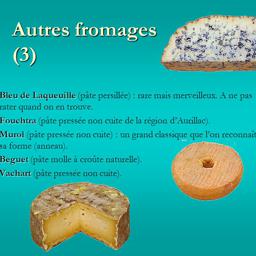 Autres fromages
(3)
Bleu de Laqueuille (pâte persillée) : rare mais merveilleux. A ne pas
rater quand on en trouve.
Fouchtra (pâte pressée non cuite de la région d'Aurillac).
Murol (pâte pressée non cuite) : un grand classique que l'on reconnait
sa forme (anneau).
Beguet (pâte molle à croûte naturelle).
Vachart (pâte pressée non cuite).